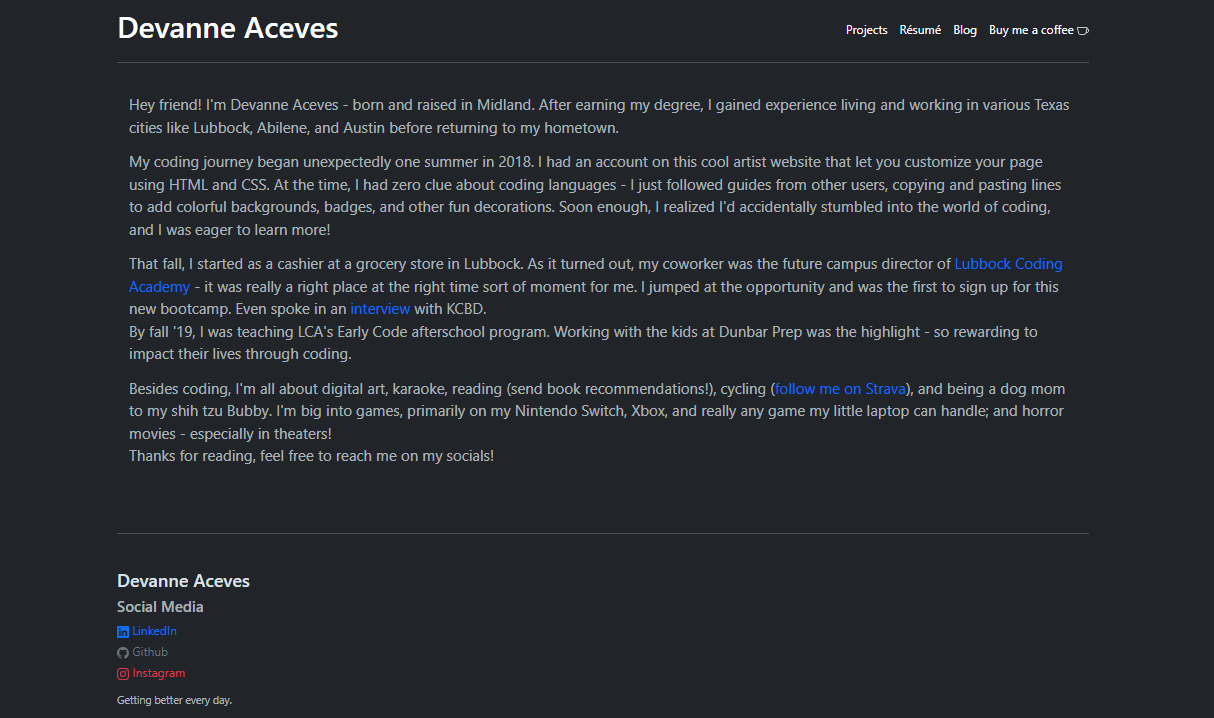 Devanne Aceves
Projects Résumé Blog Buy me a coffee
Hey friend! I'm Devanne Aceves - born and raised in Midland. After earning my degree, I gained experience living and working in various Texas
cities like Lubbock, Abilene, and Austin before returning to my hometown.
My coding journey began unexpectedly one summer in 2018. I had an account on this cool artist website that let you customize your page
using HTML and CSS. At the time, I had zero clue about coding languages - I just followed guides from other users, copying and pasting lines
to add colorful backgrounds, badges, and other fun decorations. Soon enough, I realized I'd accidentally stumbled into the world of coding,
and I was eager to learn more!
That fall, I started as a cashier at a grocery store in Lubbock. As it turned out, my coworker was the future campus director of Lubbock Coding
Academy - it was really a right place at the right time sort of moment for me. I jumped at the opportunity and was the first to sign up for this
new bootcamp. Even spoke in an interview with KCBD.
By fall '19, I was teaching LCA's Early Code afterschool program. Working with the kids at Dunbar Prep was the highlight - so rewarding to
impact their lives through coding.
Besides coding, I'm all about digital art, karaoke, reading (send book recommendations!), cycling (follow me on Strava), and being a dog mom
to my shih tzu Bubby. I'm big into games, primarily on my Nintendo Switch, Xbox, and really any game my little laptop can handle; and horror
movies - especially in theaters!
Thanks for reading, feel free to reach me on my socials!
Devanne Aceves
Social Media
LinkedIn
Github
Instagram
Getting better every day.